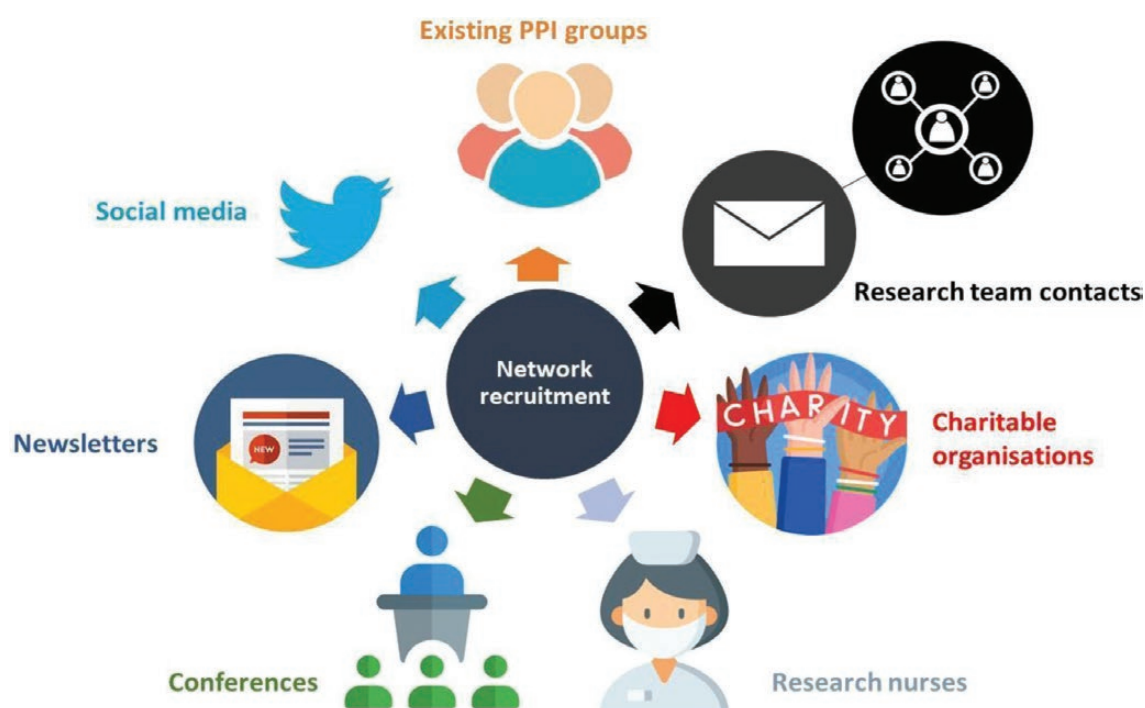 Existing PPI groups
Social media
Research team contacts
Network
recruitment
CHARITY
Charitable
organisations
Newsletters
NEW
Conferences
Research nurses